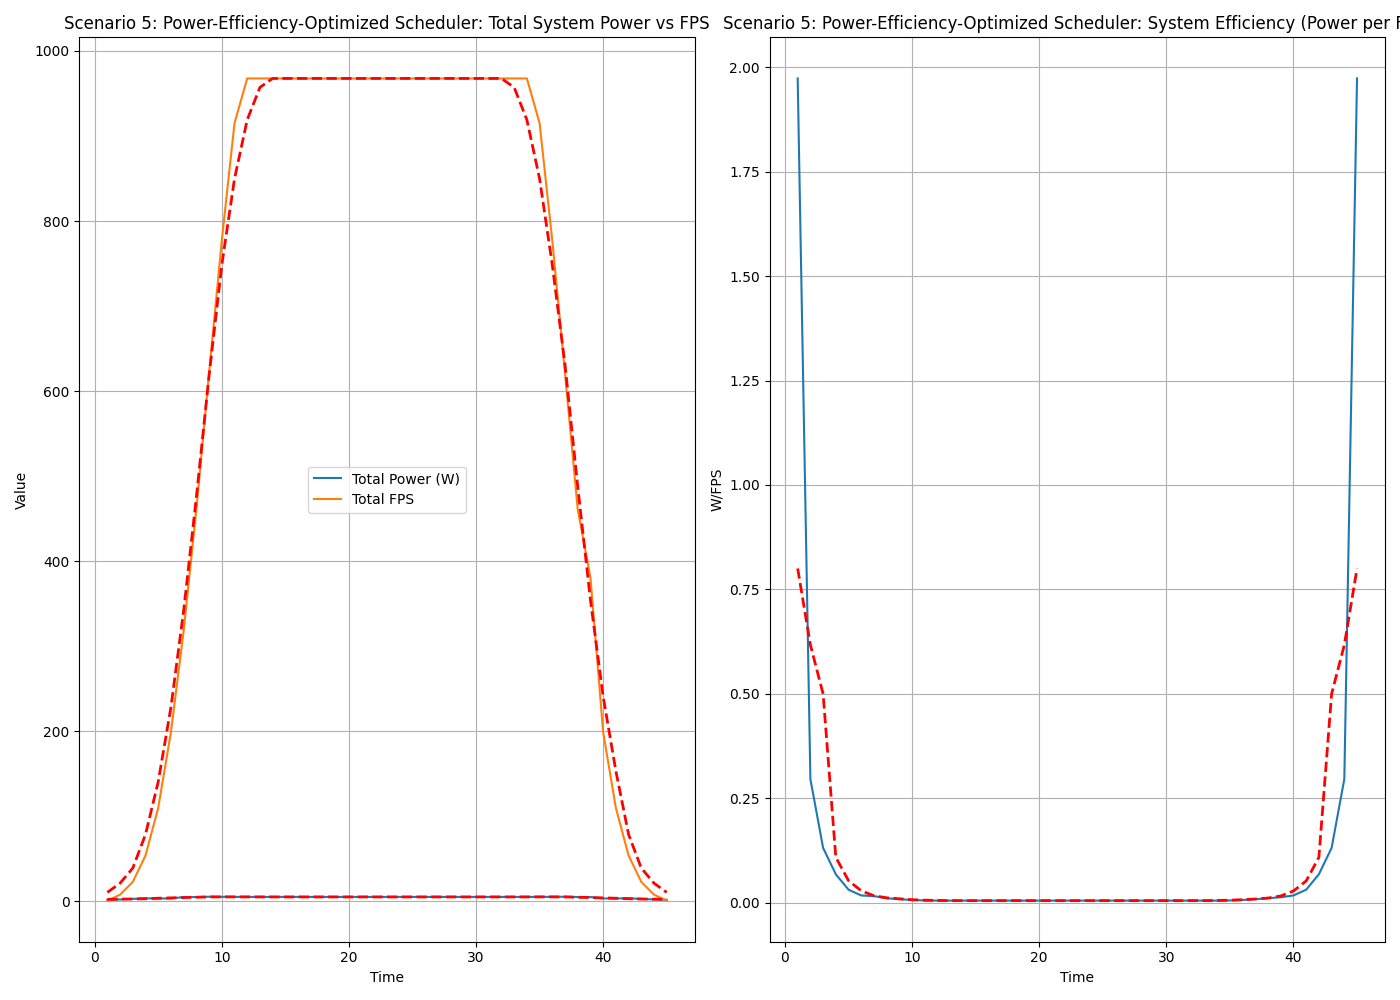 Scenario 5: Power-Efficiency-Optimized Scheduler: Total System Power vs FPS
1000
800
600
400
200
0
Value
Total Power (W)
Total FPS
0 10 20 30 40
Time
Scenario 5: Power-Efficiency-Optimized Scheduler: System Efficiency (Power per
2.00
1.75
1.50
1.25
1.00
0.75
0.50
0.25
0.00
W/FPS
0 10 20 30 40
Time